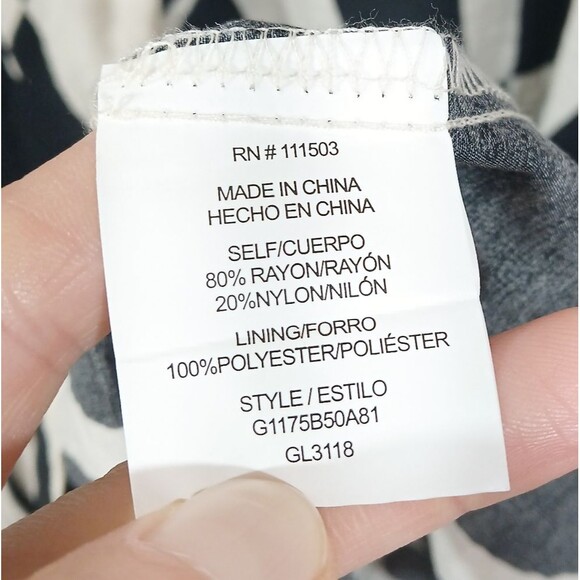 RN # 111503
MADE IN CHINA
HECHO EN CHINA
SELF/CUERPO
80% RAYON/RAYÓN
20%NYLON/NILÓN
LINING/FORRO
100%POLYESTER/POLIÉSTER
STYLE / ESTILO
G1175B50A81
GL3118